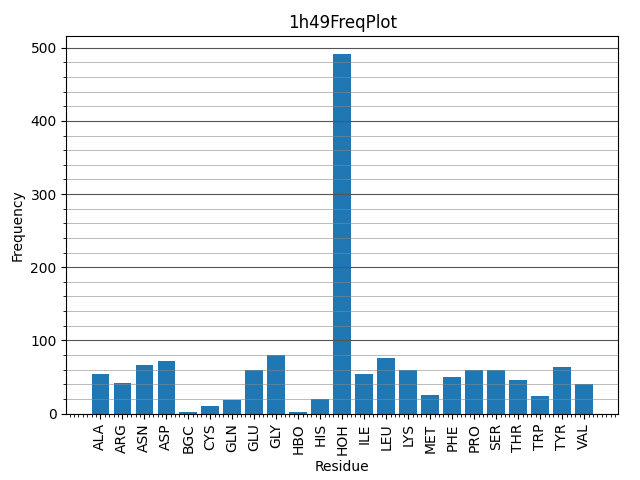 1h49FreqPlot
Frequency
500
400
300
200
100
0
ALA
ARG
ASN
ASP
BGC
CYS
GLN
GLU
GLY
HBO
HIS
HOH
ILE
LEU
LYS
MET
PHE
PRO
SER
THR
TRP
TYR
VAL
Residue